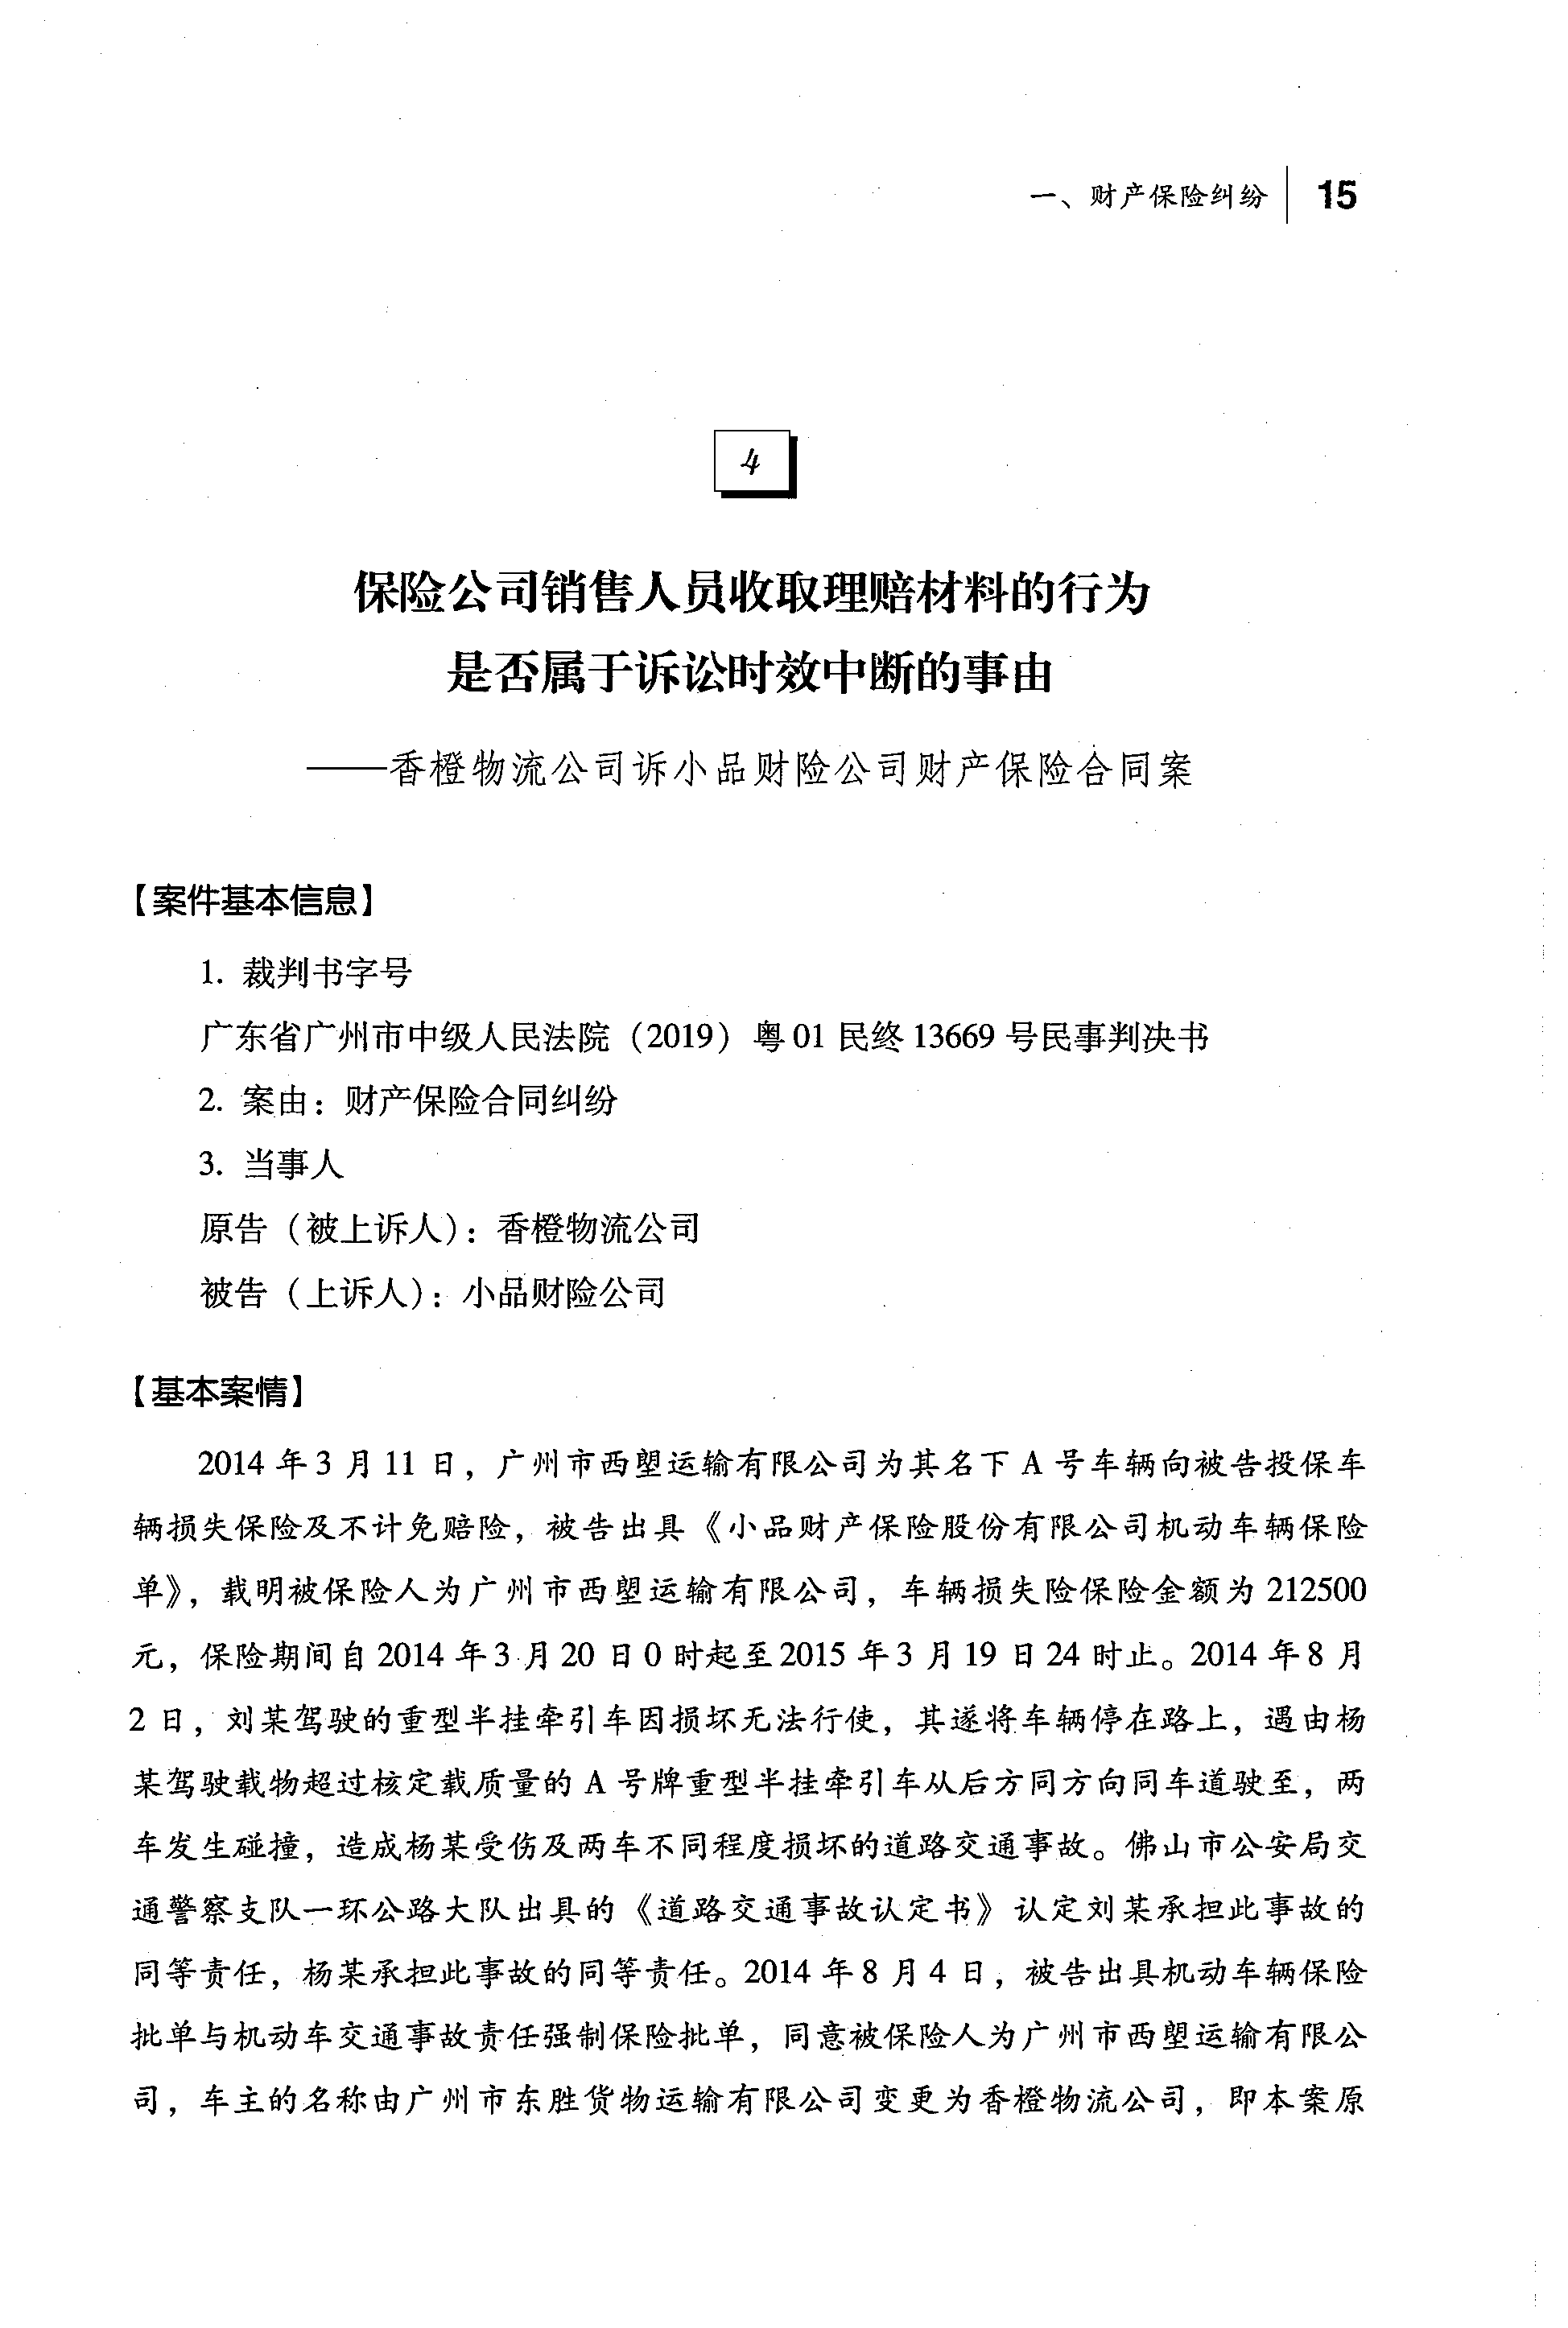 一、财产保险纠纷 15
4
保险公司销售人员收取理赔材料的行为
是否属于诉讼时效中断的事由
——香橙物流公司诉小品财险公司财产保险合同案
【案件基本信息】
1. 裁判书字号
广东省广州市中级人民法院（2019）粤01民终13669号民事判决书
2. 案由：财产保险合同纠纷
3. 当事人
原告（被上诉人）：香橙物流公司
被告（上诉人）：小品财险公司
【基本案情】
2014年3月11日，广州市西塱运输有限公司为其名下A号车辆向被告投保车
辆损失保险及不计免赔险，被告出具《小品财产保险股份有限公司机动车辆保险
单》，载明被保险人为广州市西塱运输有限公司，车辆损失险保险金额为212500
元，保险期间自2014年3月20日0时起至2015年3月19日24时止。2014年8月
2日，刘某驾驶的重型半挂牵引车因损坏无法行使，其遂将车辆停在路上，遇由杨
某驾驶载物超过核定载质量的A号牌重型半挂牵引车从后方同方向同车道驶至，两
车发生碰撞，造成杨某受伤及两车不同程度损坏的道路交通事故。佛山市公安局交
通警察支队一环公路大队出具的《道路交通事故认定书》认定刘某承担此事故的
同等责任，杨某承担此事故的同等责任。2014年8月4日，被告出具机动车辆保险
批单与机动车交通事故责任强制保险批单，同意被保险人为广州市西塱运输有限公
司，车主的名称由广州市东胜货物运输有限公司变更为香橙物流公司，即本案原